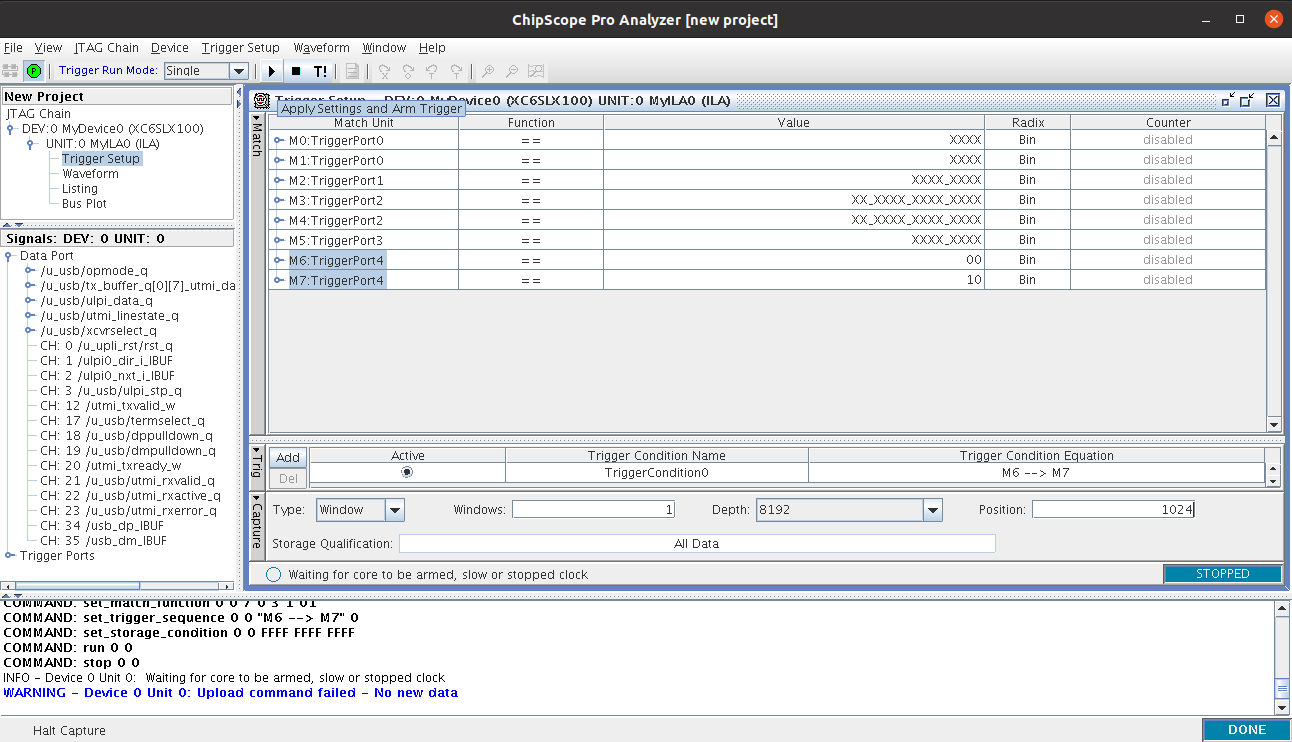 ChipScope Pro Analyzer [new project]
File View JTAG Chain Device Trigger Setup Waveform Window Help
Trigger Run Mode: Single T!
New Project
JTAG Chain
DEV:0 MyDevice0 (XC6SLX100)
UNIT:0 MyILA0 (ILA)
Trigger Setup
Waveform
Listing
Bus Plot
Signals: DEV: 0 UNIT: 0
Data Port
/u_usb/opmode_q
/u_usb/tx_buffer_q[0][7]_utmi_da
/u_usb/ulpi_data_q
/u_usb/utmi_linestate_q
/u_usb/xcvrselect_q
CH: 0 /u_upli_rst/rst_q
CH: 1 /ulpi0_dir_i_IBUF
CH: 2 /ulpi0_nxt_i_IBUF
CH: 3 /u_usb/ulpi_stp_q
CH: 12 /utmi_txvalid_w
CH: 17 /u_usb/termselect_q
CH: 18 /u_usb/dppulldown_q
CH: 19 /u_usb/dmpulldown_q
CH: 20 /utmi_txready_w
CH: 21 /u_usb/utmi_rxvalid_q
CH: 22 /u_usb/utmi_rxactive_q
CH: 23 /u_usb/utmi_rxerror_q
CH: 34 /usb_dp_IBUF
CH: 35 /usb_dm_IBUF
Trigger Ports
Trigger Setup - DEV:0 MyDevice0 (XC6SLX100) UNIT:0 MyILA0 (ILA)
Apply Settings and Arm Trigger
Match
Match Unit Function Value Radix Counter
M0:TriggerPort0 == XXXX Bin disabled
M1:TriggerPort0 == XXXX Bin disabled
M2:TriggerPort1 == XXXX_XXXX Bin disabled
M3:TriggerPort2 == XX_XXXX_XXXX_XXXX Bin disabled
M4:TriggerPort2 == XX_XXXX_XXXX_XXXX Bin disabled
M5:TriggerPort3 == XXXX_XXXX Bin disabled
M6:TriggerPort4 == 00 Bin disabled
M7:TriggerPort4 == 10 Bin disabled
Trig
Add Active Trigger Condition Name Trigger Condition Equation
Del TriggerCondition0 M6 --> M7
Capture
Type: Window Windows: 1 Depth: 8192 Position: 1024
Storage Qualification: All Data
Waiting for core to be armed, slow or stopped clock STOPPED
COMMAND: set_match_function 0 0 7 0 3 1 01
COMMAND: set_trigger_sequence 0 0 "M6 --> M7" 0
COMMAND: set_storage_condition 0 0 FFFF FFFF FFFF
COMMAND: run 0 0
COMMAND: stop 0 0
INFO - Device 0 Unit 0: Waiting for core to be armed, slow or stopped clock
WARNING - Device 0 Unit 0: Upload command failed - No new data
Halt Capture DONE